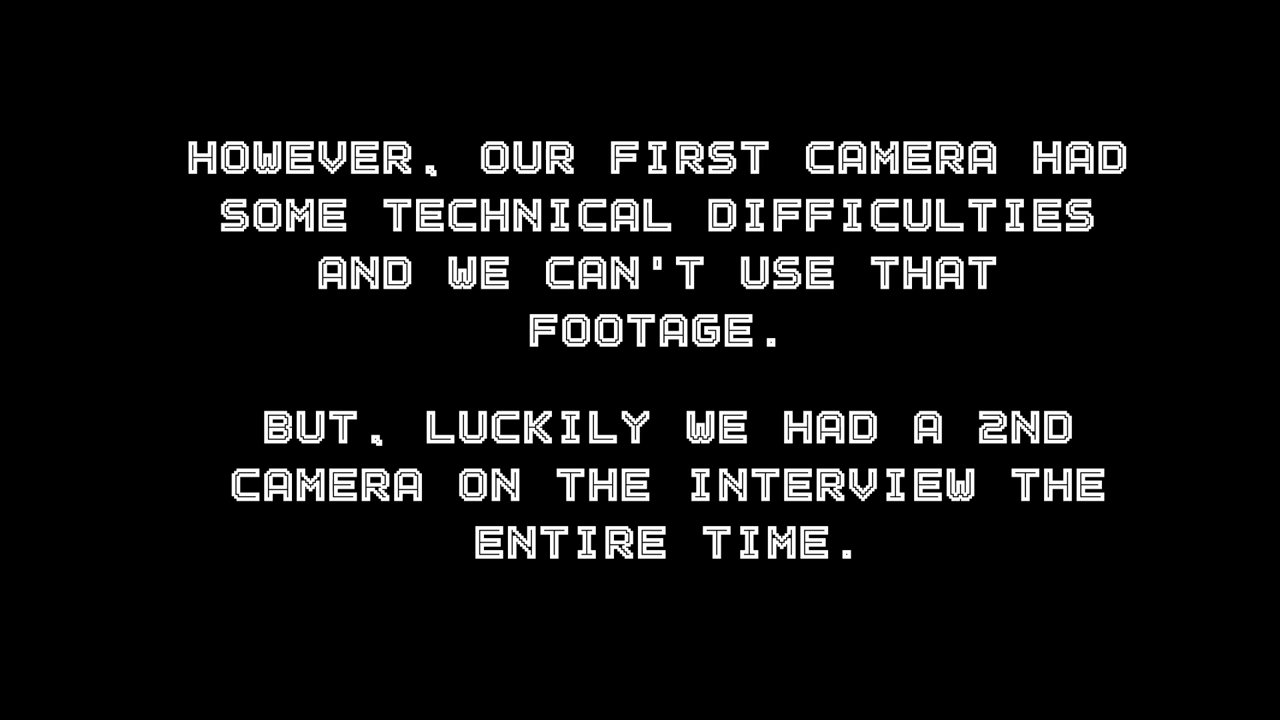 HOWEVER, OUR FIRST CAMERA HAD
SOME TECHNICAL DIFFICULTIES
AND WE CAN'T USE THAT
FOOTAGE.
BUT, LUCKILY WE HAD A 2ND
CAMERA ON THE INTERVIEW THE
ENTIRE TIME.